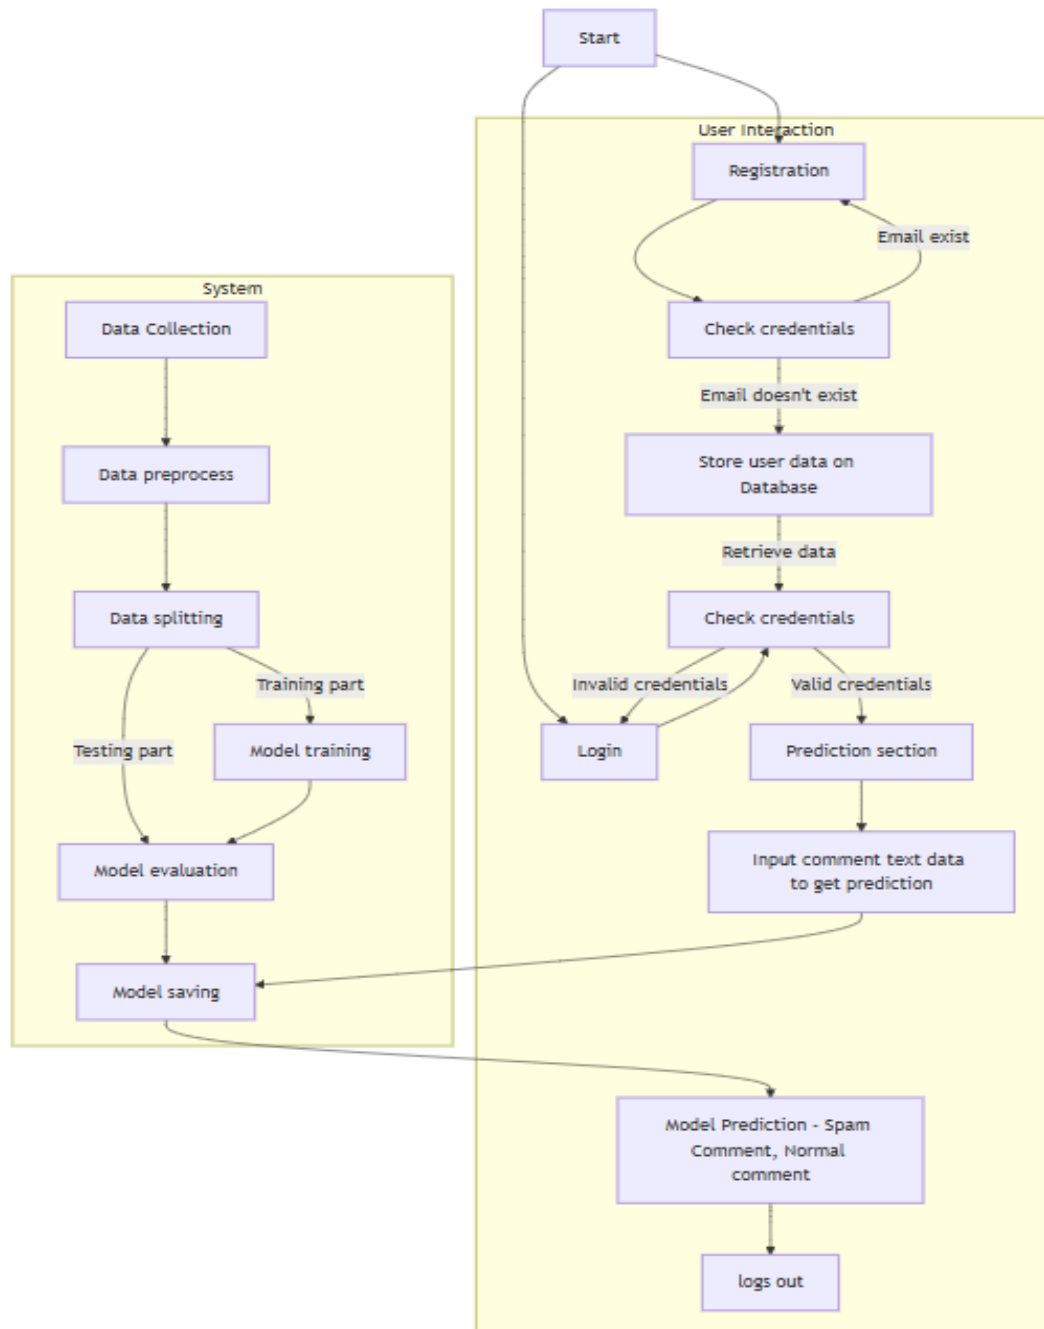 Start
User Interaction
Registration
Email exist
System
Data Collection
Check credentials
Email doesn't exist
Data preprocess
Store user data on
Database
Retrieve data
Data splitting
Check credentials
Training part
Invalid credentials
Valid credentials
Testing part
Model training
Login
Prediction section
Model evaluation
Input comment text data
to get prediction
Model saving
Model Prediction - Spam
Comment, Normal
comment
logs out